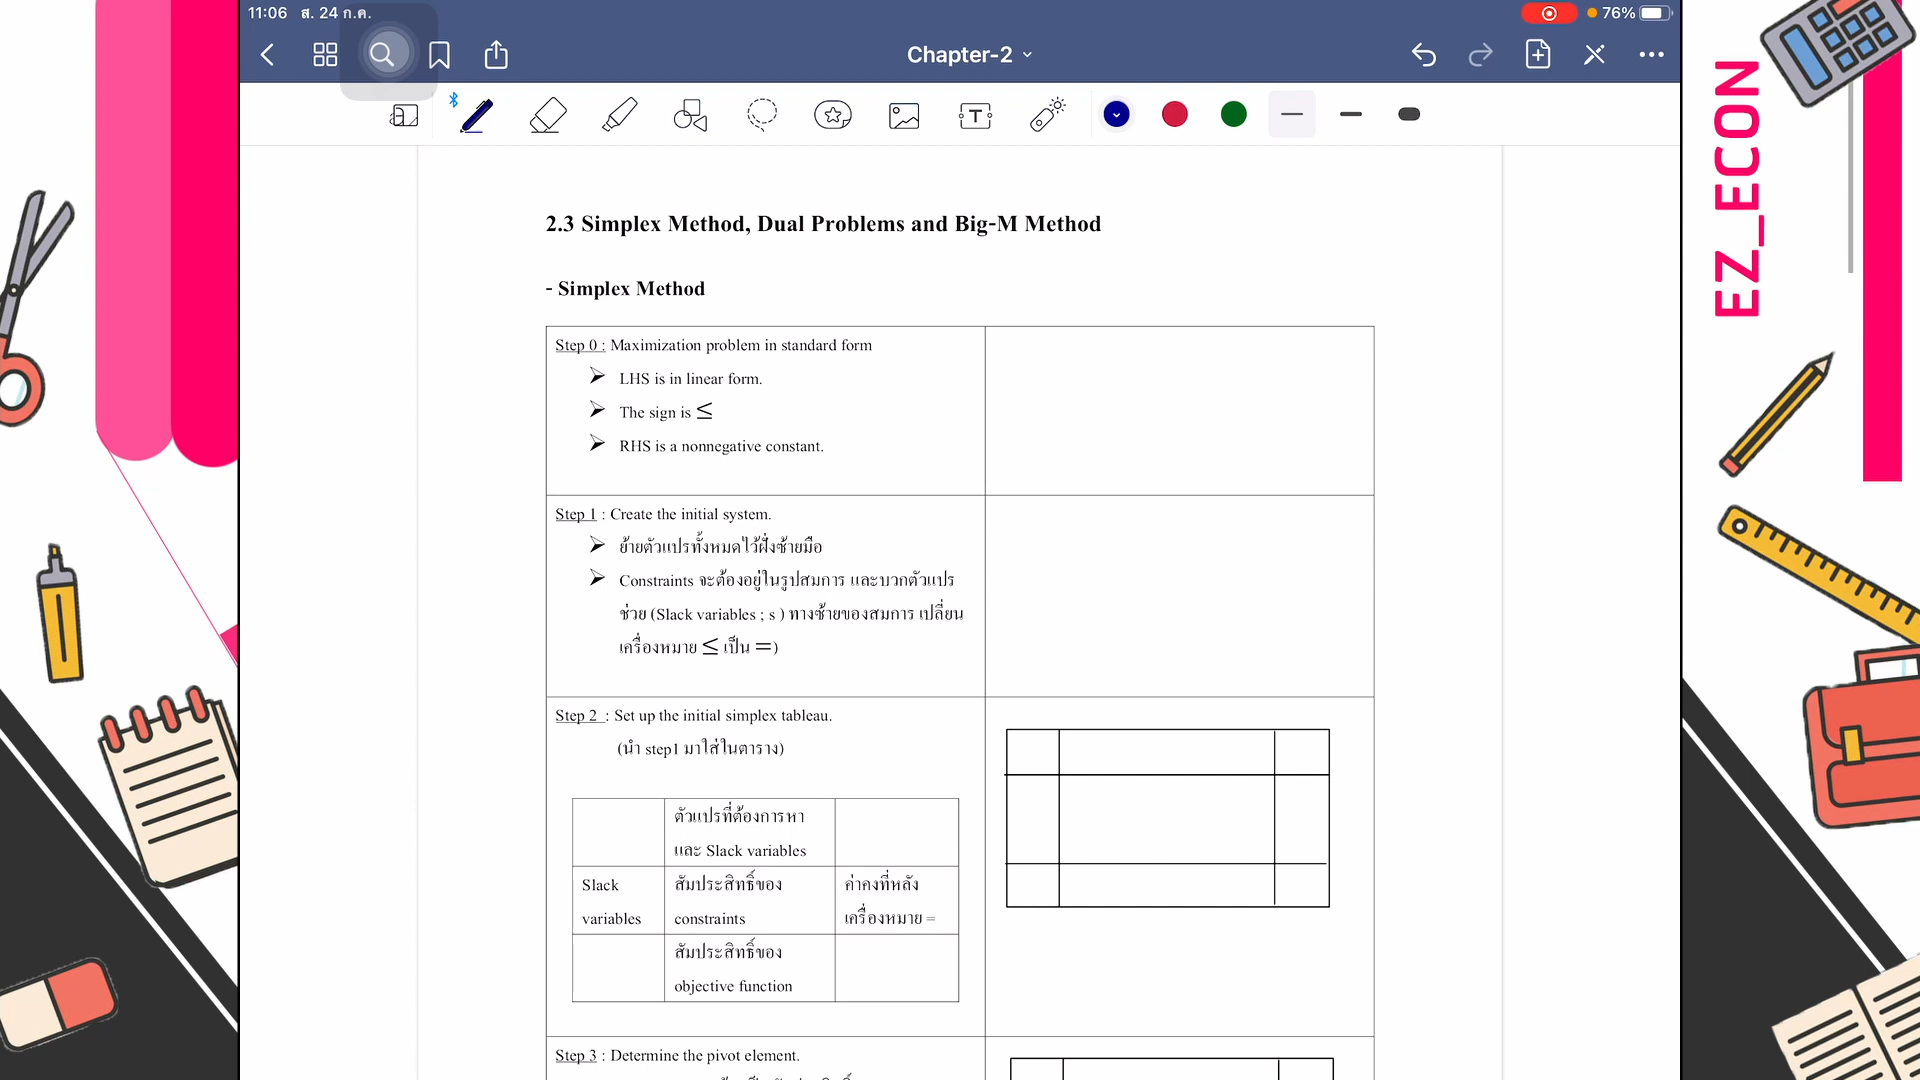 11:06 ส. 24 ก.ค.
76%
Chapter-2
T
EZ_ECON
2.3 Simplex Method, Dual Problems and Big-M Method
- Simplex Method
Step 0 : Maximization problem in standard form
➢ LHS is in linear form.
➢ The sign is ≤
➢ RHS is a nonnegative constant.
Step 1 : Create the initial system.
➢ ย้ายตัวแปรทั้งหมดไว้ฝั่งซ้ายมือ
➢ Constraints จะต้องอยู่ในรูปสมการ และบวกตัวแปร
ช่วย (Slack variables ; s ) ทางซ้ายของสมการ เปลี่ยน
เครื่องหมาย ≤ เป็น =)
Step 2 : Set up the initial simplex tableau.
(นำ step1 มาใส่ในตาราง)
ตัวแปรที่ต้องการหา
และ Slack variables
Slack
variables
สัมประสิทธิ์ของ
constraints
ค่าคงที่หลัง
เครื่องหมาย =
สัมประสิทธิ์ของ
objective function
Step 3 : Determine the pivot element.